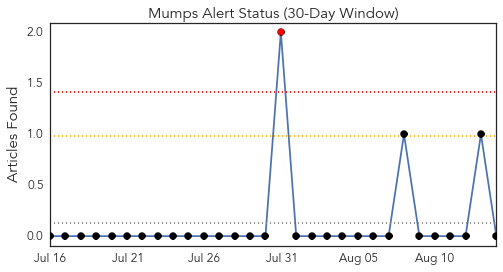 Mumps Alert Status (30-Day Window)
Articles Found
2.0
1.5
1.0
0.5
0.0
Jul 16 Jul 21 Jul 26 Jul 31 Aug 05 Aug 10